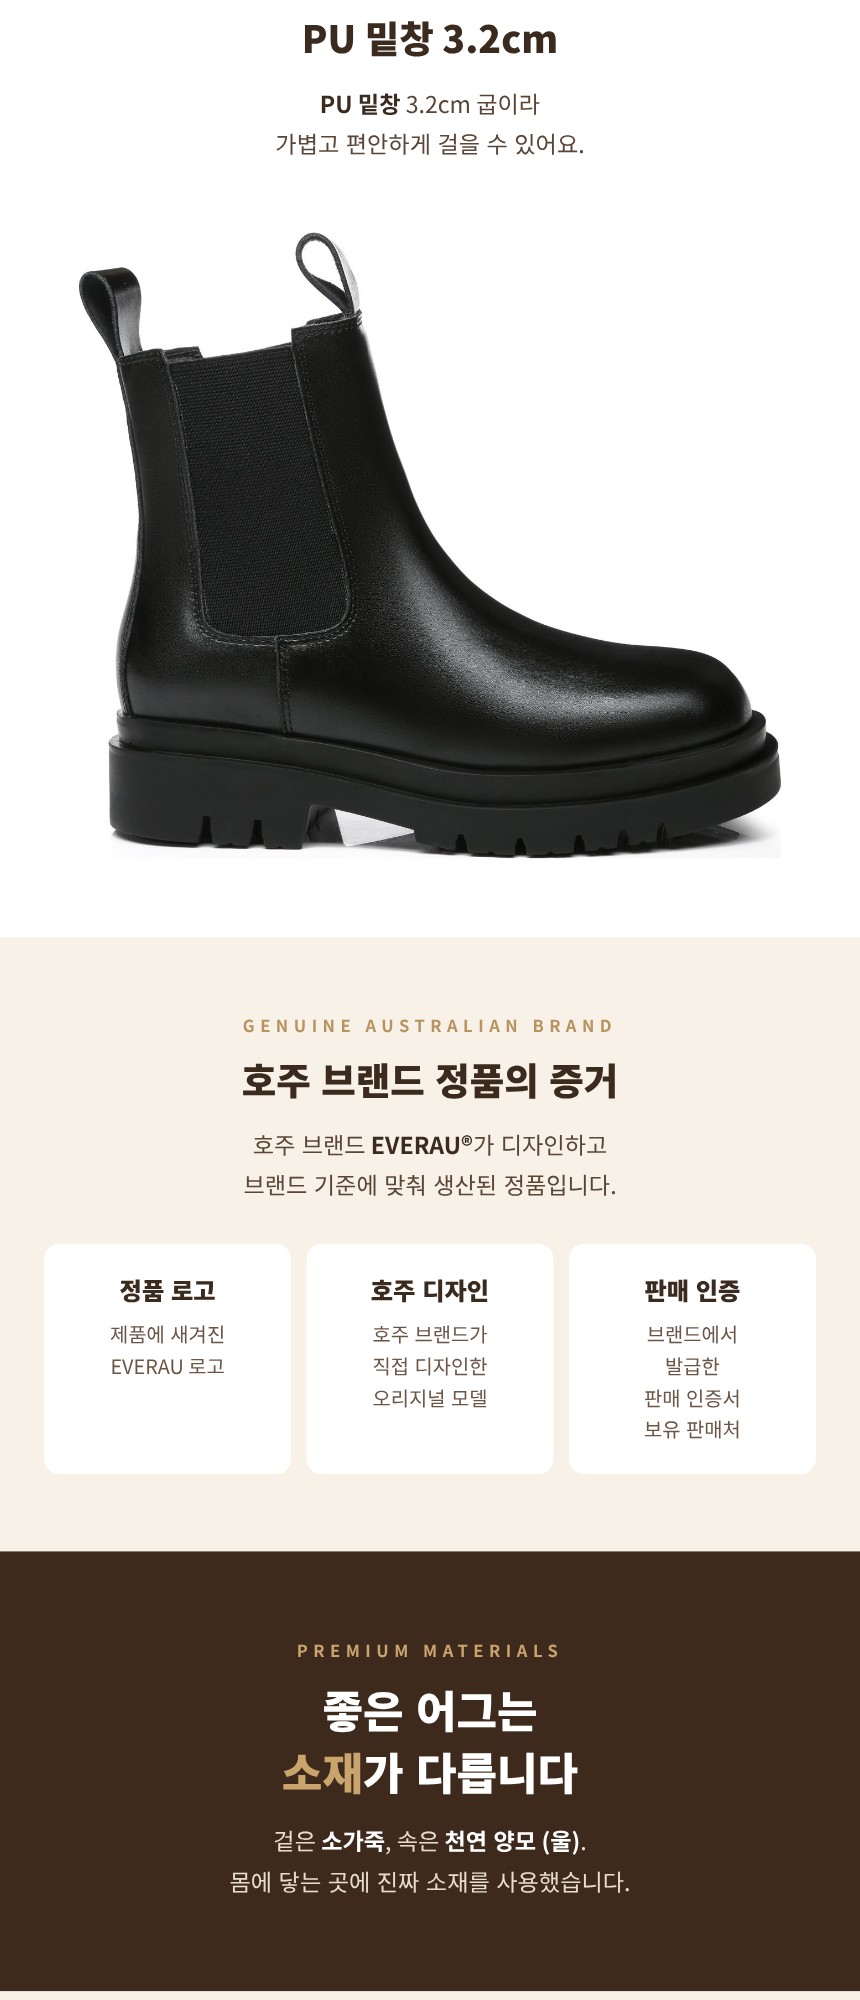 PU 밑창 3.2cm
PU 밑창 3.2cm 굽이라
가볍고 편안하게 걸을 수 있어요.
GENUINE AUSTRALIAN BRAND
호주 브랜드 정품의 증거
호주 브랜드 EVERAU®가 디자인하고
브랜드 기준에 맞춰 생산된 정품입니다.
정품 로고
제품에 새겨진
EVERAU 로고
호주 디자인
호주 브랜드가
직접 디자인한
오리지널 모델
판매 인증
브랜드에서
발급한
판매 인증서
보유 판매처
PREMIUM MATERIALS
좋은 어그는
소재가 다릅니다
겉은 소가죽, 속은 천연 양모 (울).
몸에 닿는 곳에 진짜 소재를 사용했습니다.